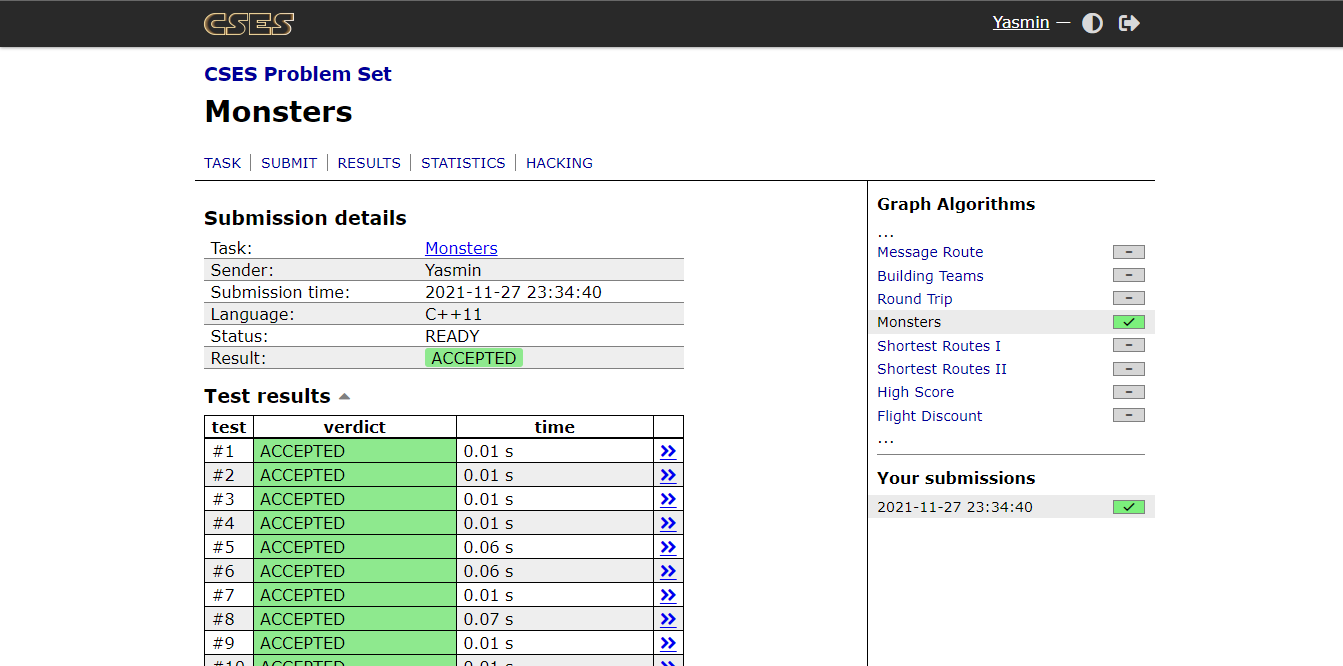 CSES
Yasmin —
CSES Problem Set
Monsters
TASK | SUBMIT | RESULTS | STATISTICS | HACKING
Submission details
Task: Monsters
Sender: Yasmin
Submission time: 2021-11-27 23:34:40
Language: C++11
Status: READY
Result: ACCEPTED
Test results
test verdict time
#1 ACCEPTED 0.01 s »
#2 ACCEPTED 0.01 s »
#3 ACCEPTED 0.01 s »
#4 ACCEPTED 0.01 s »
#5 ACCEPTED 0.06 s »
#6 ACCEPTED 0.06 s »
#7 ACCEPTED 0.01 s »
#8 ACCEPTED 0.07 s »
#9 ACCEPTED 0.01 s »
#10 ACCEPTED 0.01 s »
Graph Algorithms
...
Message Route –
Building Teams –
Round Trip –
Monsters ✓
Shortest Routes I –
Shortest Routes II –
High Score –
Flight Discount –
...
Your submissions
2021-11-27 23:34:40 ✓